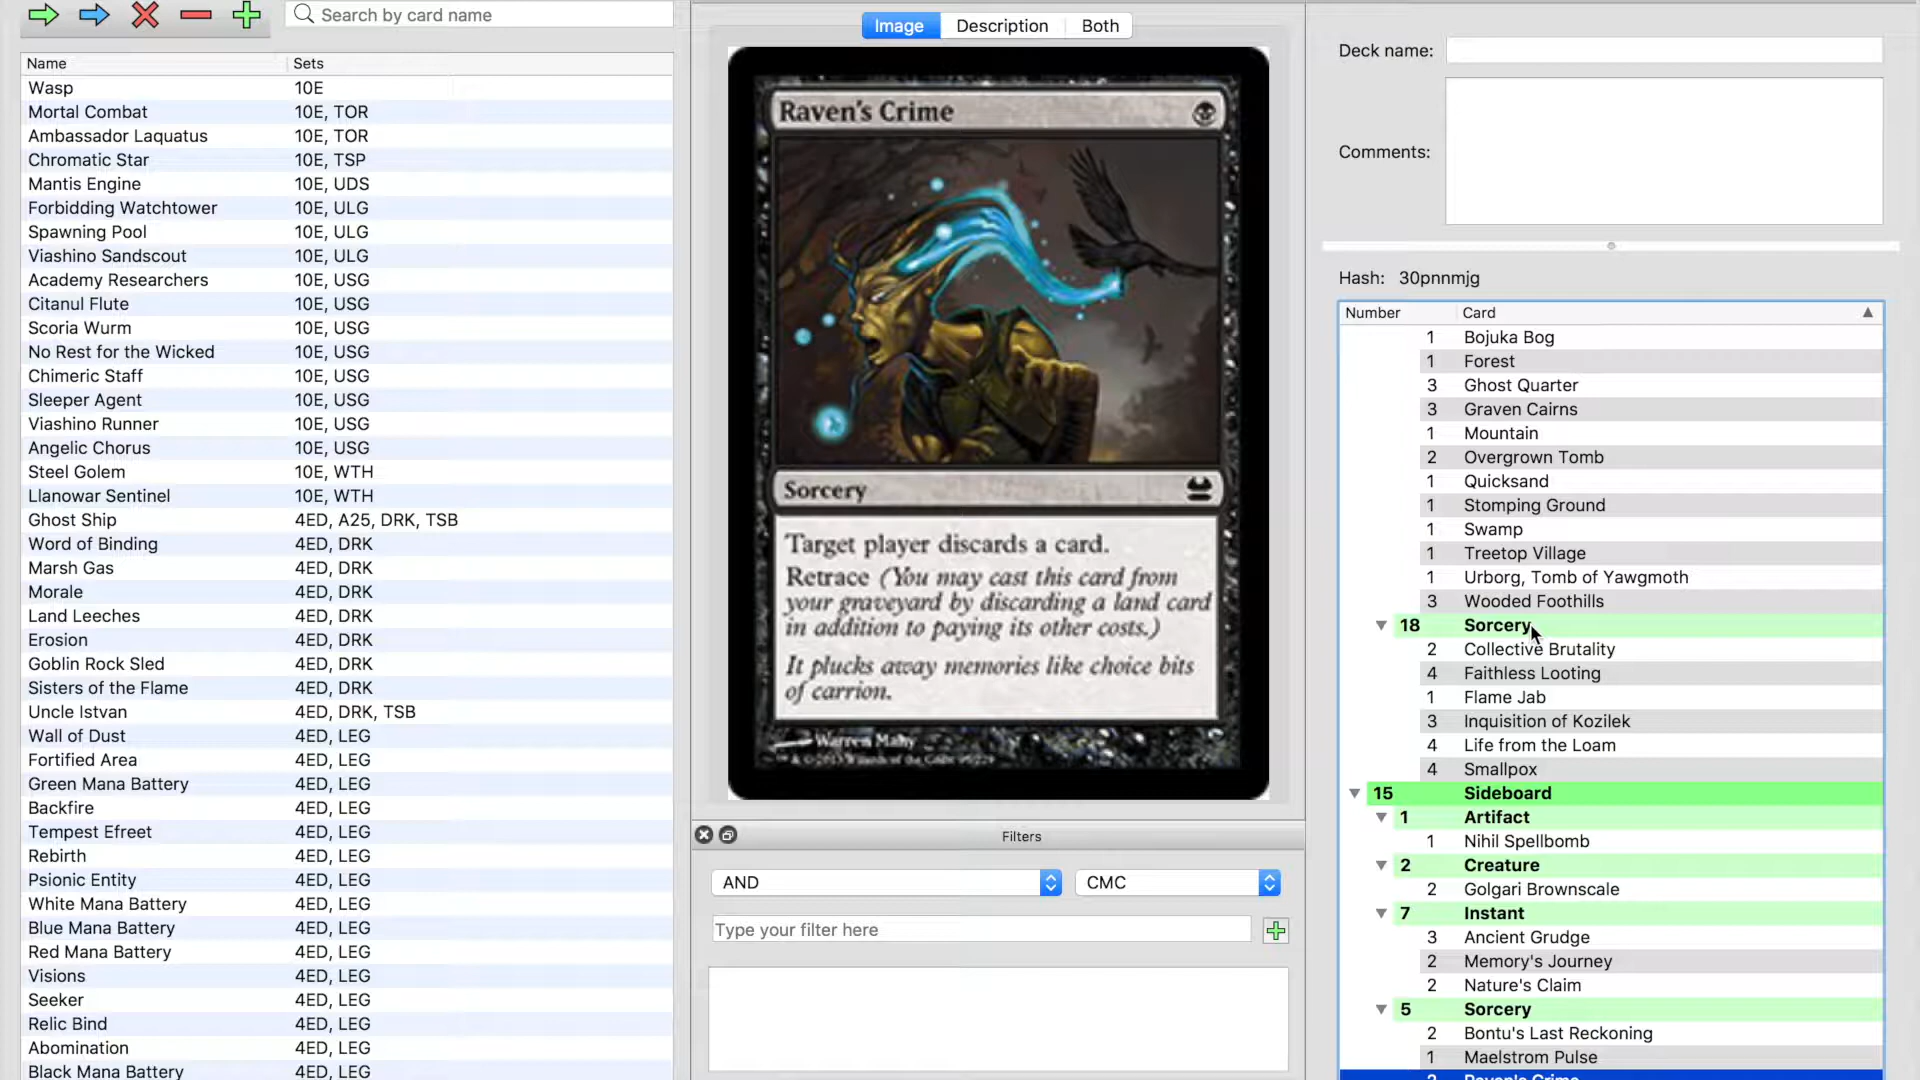 Search by card name
Name Sets
Wasp 10E
Mortal Combat 10E, TOR
Ambassador Laquatus 10E, TOR
Chromatic Star 10E, TSP
Mantis Engine 10E, UDS
Forbidding Watchtower 10E, ULG
Spawning Pool 10E, ULG
Viashino Sandscout 10E, ULG
Academy Researchers 10E, USG
Citanul Flute 10E, USG
Scoria Wurm 10E, USG
No Rest for the Wicked 10E, USG
Chimeric Staff 10E, USG
Sleeper Agent 10E, USG
Viashino Runner 10E, USG
Angelic Chorus 10E, USG
Steel Golem 10E, WTH
Llanowar Sentinel 10E, WTH
Ghost Ship 4ED, A25, DRK, TSB
Word of Binding 4ED, DRK
Marsh Gas 4ED, DRK
Morale 4ED, DRK
Land Leeches 4ED, DRK
Erosion 4ED, DRK
Goblin Rock Sled 4ED, DRK
Sisters of the Flame 4ED, DRK
Uncle Istvan 4ED, DRK, TSB
Wall of Dust 4ED, LEG
Fortified Area 4ED, LEG
Green Mana Battery 4ED, LEG
Backfire 4ED, LEG
Tempest Efreet 4ED, LEG
Rebirth 4ED, LEG
Psionic Entity 4ED, LEG
White Mana Battery 4ED, LEG
Blue Mana Battery 4ED, LEG
Red Mana Battery 4ED, LEG
Visions 4ED, LEG
Seeker 4ED, LEG
Relic Bind 4ED, LEG
Abomination 4ED, LEG
Black Mana Battery 4ED, LEG
Image Description Both
Raven's Crime
Sorcery
Target player discards a card.
Retrace (You may cast this card from
your graveyard by discarding a land card
in addition to paying its other costs.)
It plucks away memories like choice bits
of carrion.
Warren Mahy
Filters
AND CMC
Type your filter here
Deck name:
Comments:
Hash: 30pnnmjg
Number Card
1 Bojuka Bog
1 Forest
3 Ghost Quarter
3 Graven Cairns
1 Mountain
2 Overgrown Tomb
1 Quicksand
1 Stomping Ground
1 Swamp
1 Treetop Village
1 Urborg, Tomb of Yawgmoth
3 Wooded Foothills
18 Sorcery
2 Collective Brutality
4 Faithless Looting
1 Flame Jab
3 Inquisition of Kozilek
4 Life from the Loam
4 Smallpox
15 Sideboard
1 Artifact
1 Nihil Spellbomb
2 Creature
2 Golgari Brownscale
7 Instant
3 Ancient Grudge
2 Memory's Journey
2 Nature's Claim
5 Sorcery
2 Bontu's Last Reckoning
1 Maelstrom Pulse
2 Raven's Crime